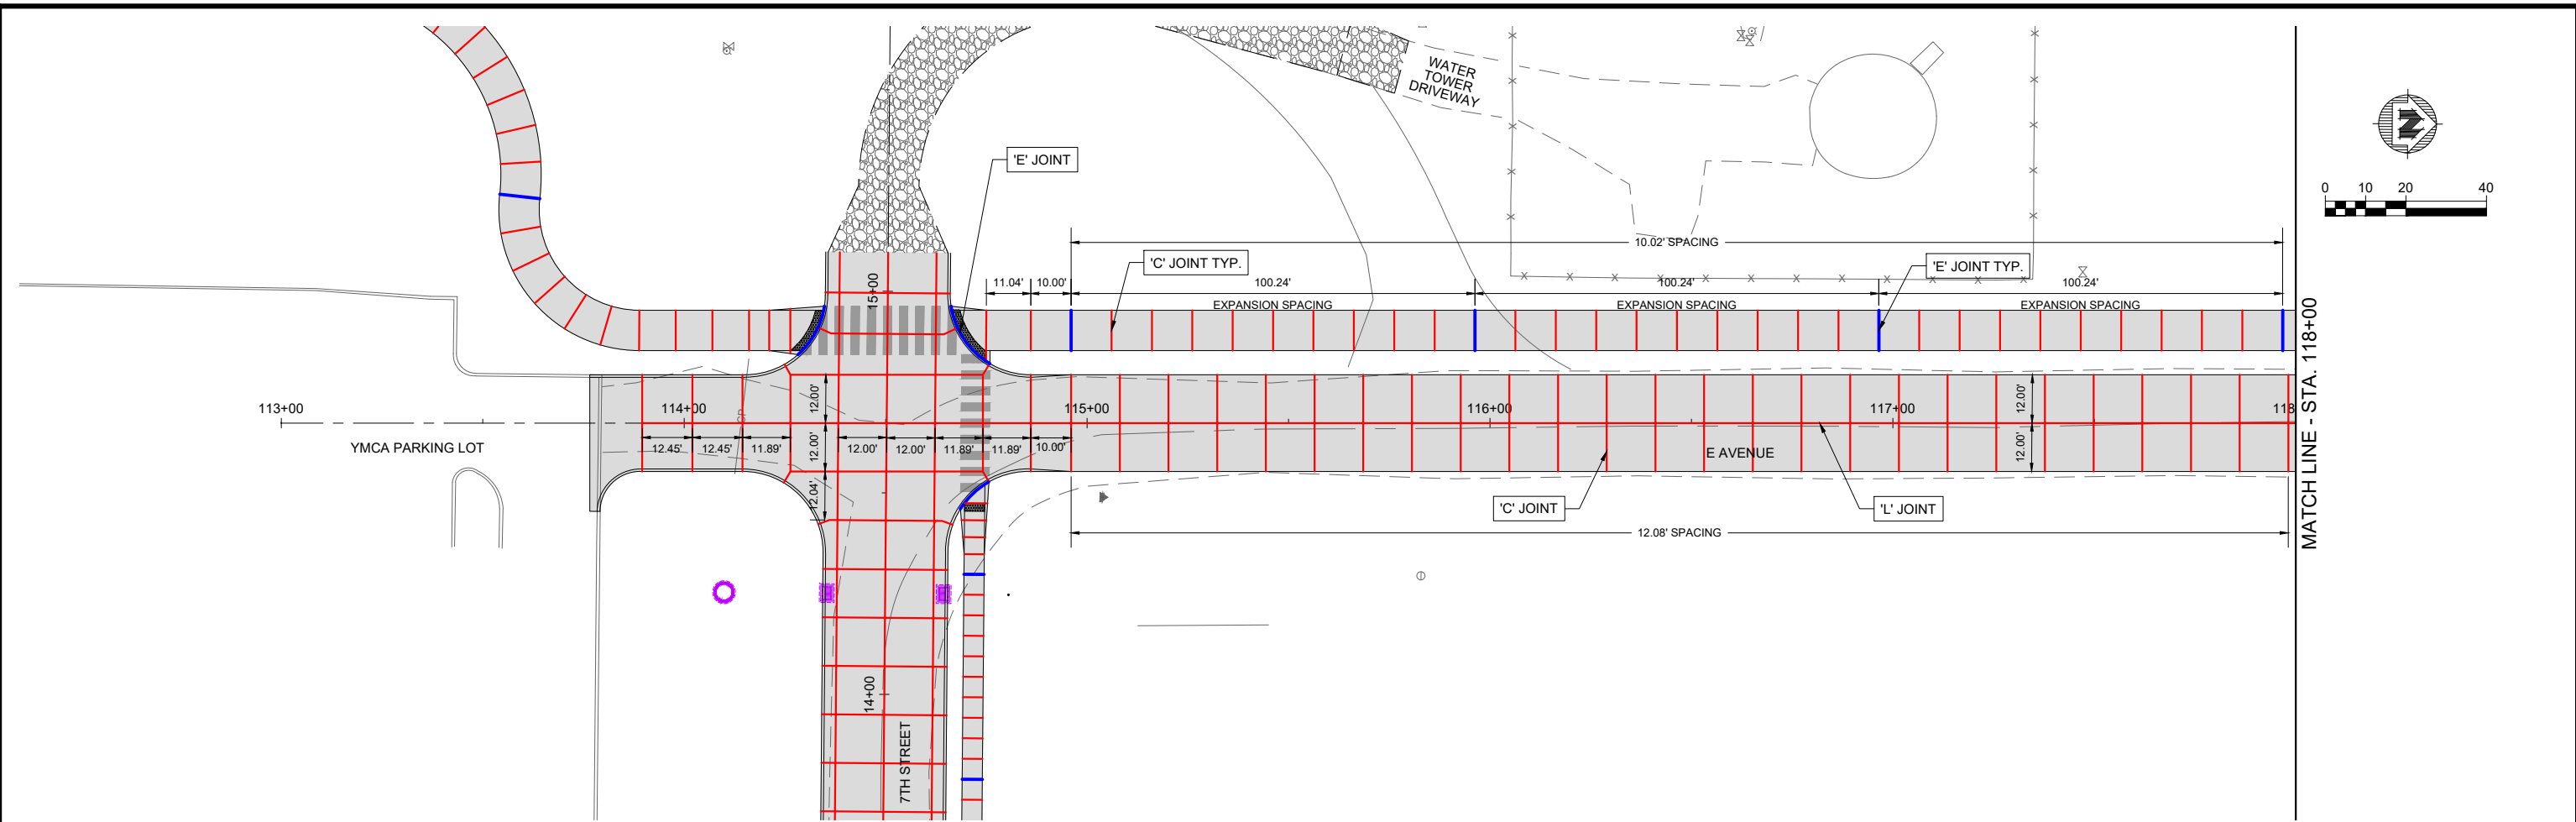 WATER
TOWER
DRIVEWAY
N
0 10 20 40
'E' JOINT
10.02' SPACING
'C' JOINT TYP.
'E' JOINT TYP.
11.04' 10.00' 100.24' 100.24' 100.24'
EXPANSION SPACING EXPANSION SPACING EXPANSION SPACING
15+00
MATCH LINE - STA. 118+00
113+00 114+00 115+00 116+00 117+00 118
12.00' 12.00'
YMCA PARKING LOT
12.45' 12.45' 11.89' 12.00' 12.00' 12.00' 11.89' 11.89' 10.00' 12.00'
E AVENUE
12.04'
'C' JOINT
'L' JOINT
12.08' SPACING
14+00
7TH STREET